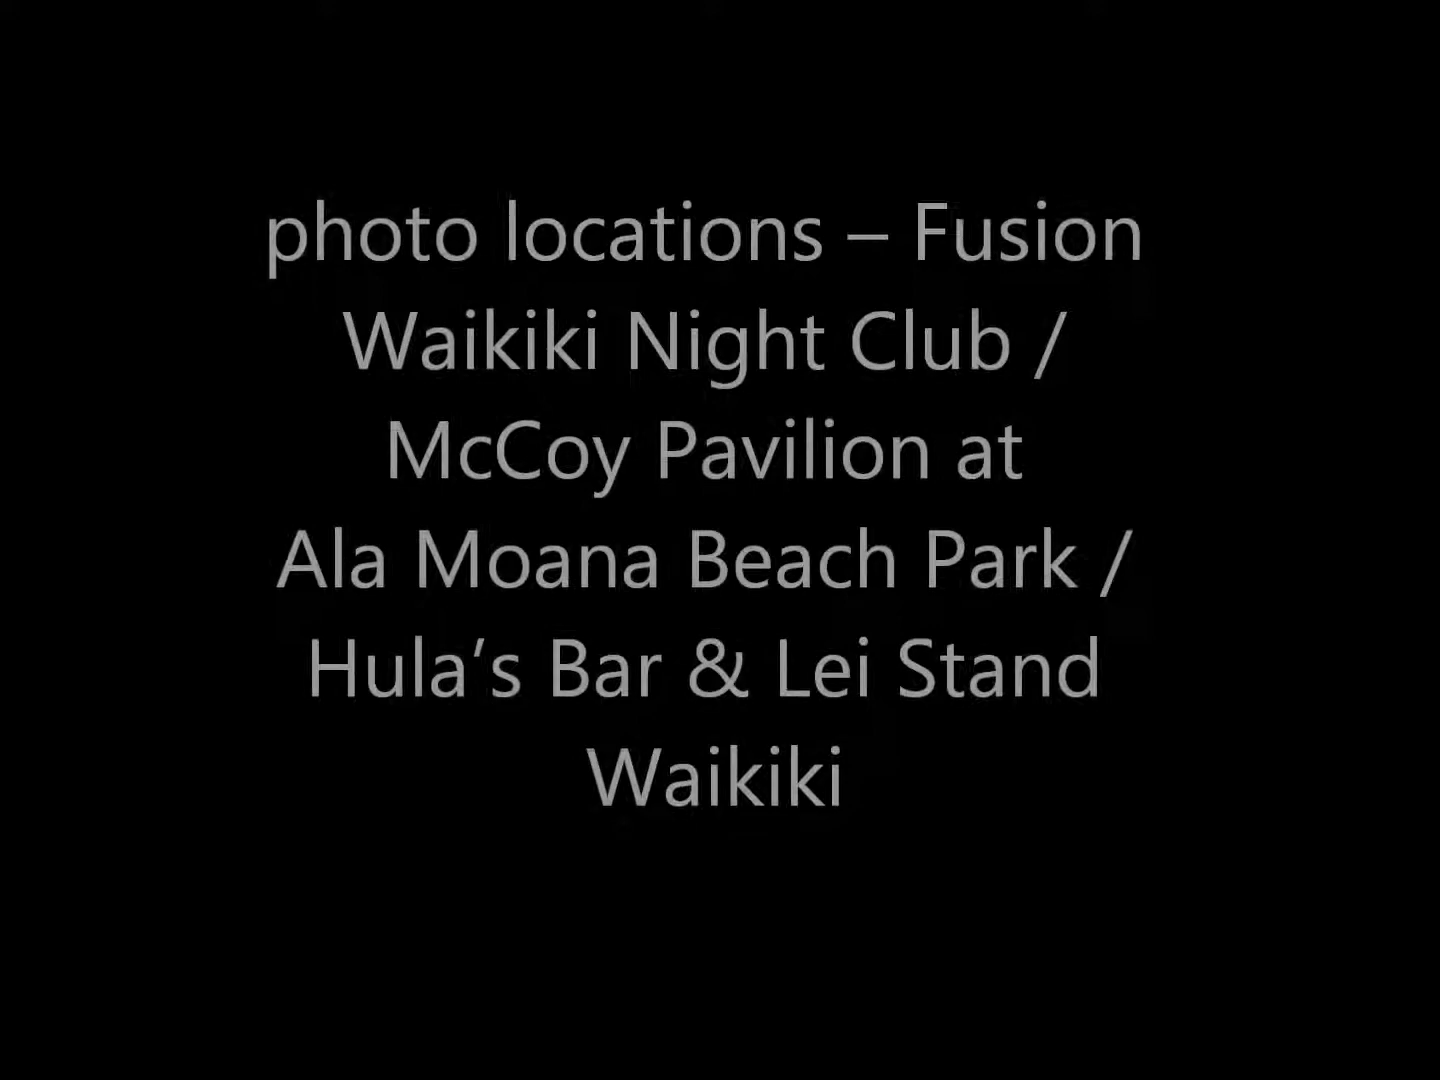 photo locations – Fusion
Waikiki Night Club /
McCoy Pavilion at
Ala Moana Beach Park /
Hula’s Bar & Lei Stand
Waikiki